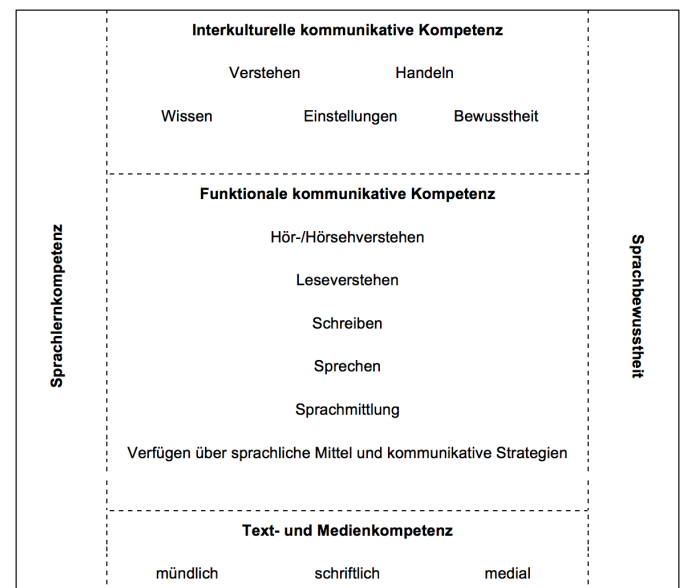 Interkulturelle kommunikative Kompetenz
Verstehen Handeln
Wissen Einstellungen Bewusstheit
Sprachlernkompetenz
Funktionale kommunikative Kompetenz
Hör-/Hörsehverstehen
Leseverstehen
Schreiben
Sprechen
Sprachmittlung
Verfügen über sprachliche Mittel und kommunikative Strategien
Sprachbewusstheit
Text- und Medienkompetenz
mündlich schriftlich medial